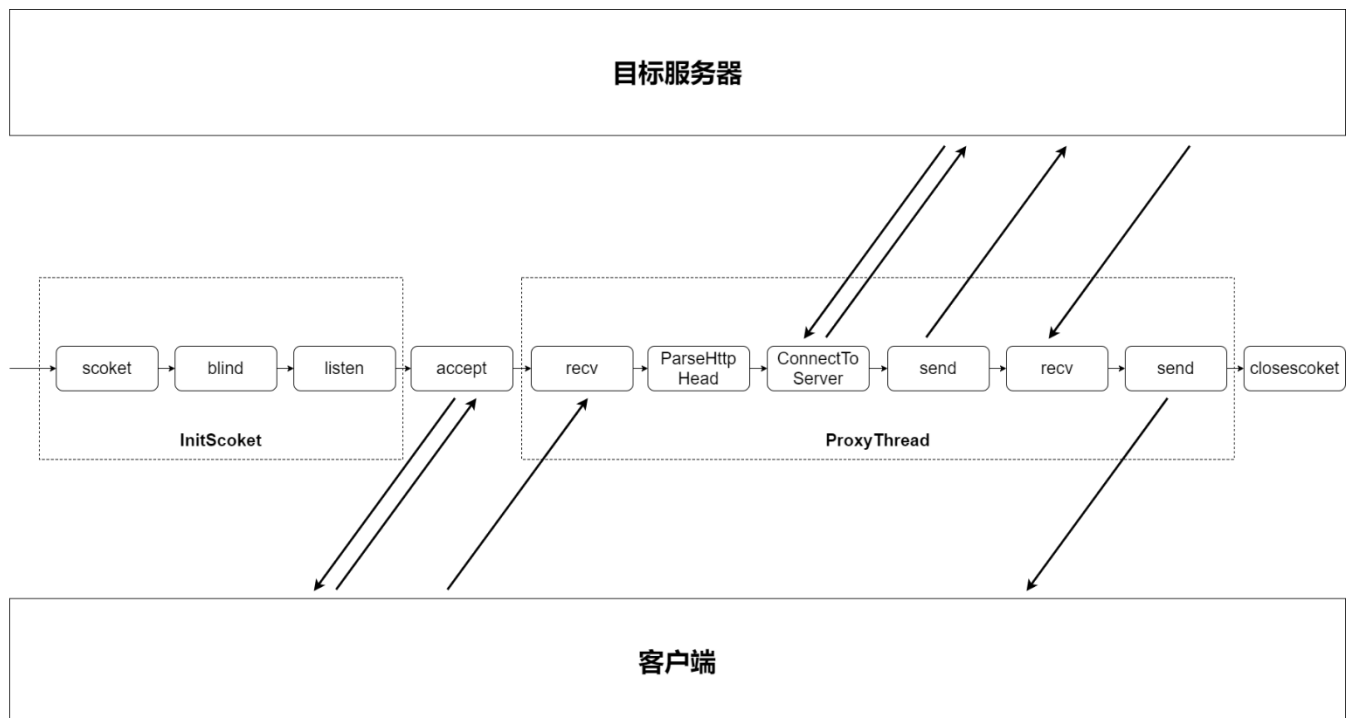 目标服务器
scoket
blind
listen
accept
recv
ParseHttp
Head
ConnectTo
Server
send
recv
send
closescoket
InitScoket
ProxyThread
客户端